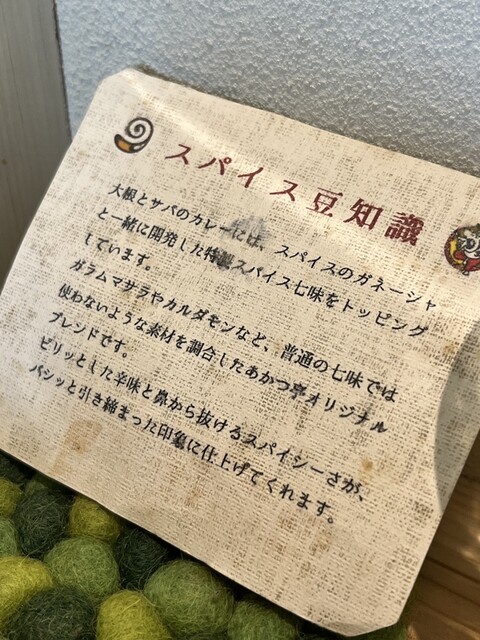 スパイス豆知識
大根とサバのカレーには、スパイスのガネーシャ
と一緒に開発した特製スパイス七味をトッピング
しています。
ガラムマサラやカルダモンなど、普通の七味では
使わないような素材を調合したあかつ亭オリジナル
ブレンドです。
ピリッとした辛味と鼻から抜けるスパイシーさが、
パシッと引き締まった印象に仕上げてくれます。